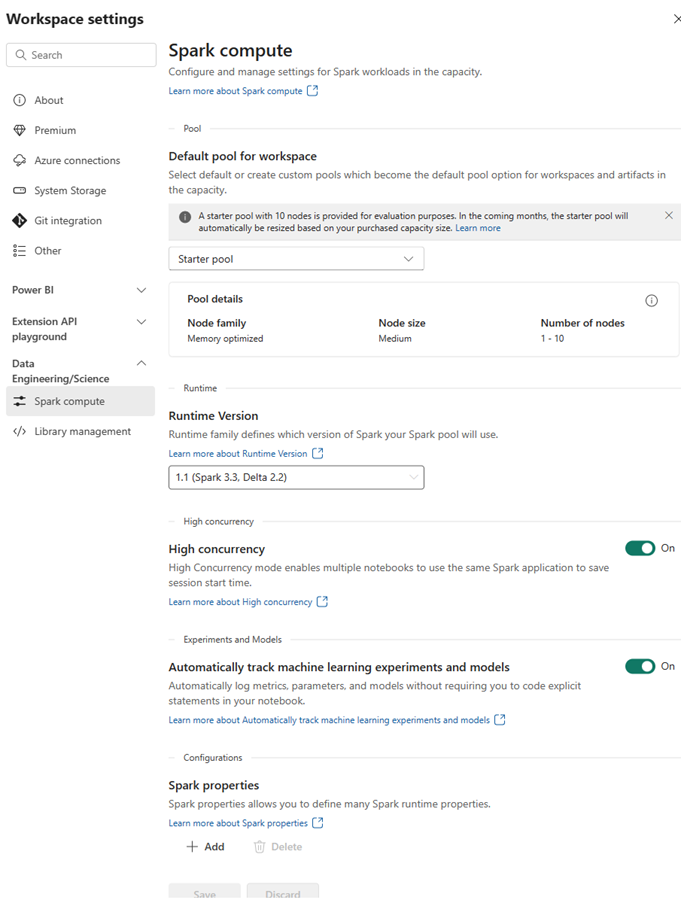 Workspace settings
Search
About
Premium
Azure connections
System Storage
Git integration
Other
Power BI
Extension API
playground
Data
Engineering/Science
Spark compute
Library management
Spark compute
Configure and manage settings for Spark workloads in the capacity.
Learn more about Spark compute
Pool
Default pool for workspace
Select default or create custom pools which become the default pool option for workspaces and artifacts in
the capacity.
A starter pool with 10 nodes is provided for evaluation purposes. In the coming months, the starter pool will
automatically be resized based on your purchased capacity size. Learn more
Starter pool
Pool details
Node family
Memory optimized
Node size
Medium
Number of nodes
1 - 10
Runtime
Runtime Version
Runtime family defines which version of Spark your Spark pool will use.
Learn more about Runtime Version
1.1 (Spark 3.3, Delta 2.2)
High concurrency
High concurrency
On
High Concurrency mode enables multiple notebooks to use the same Spark application to save
session start time.
Learn more about High concurrency
Experiments and Models
Automatically track machine learning experiments and models
On
Automatically log metrics, parameters, and models without requiring you to code explicit
statements in your notebook.
Learn more about Automatically track machine learning experiments and models
Configurations
Spark properties
Spark properties allows you to define many Spark runtime properties.
Learn more about Spark properties
Add
Delete
Save
Discard